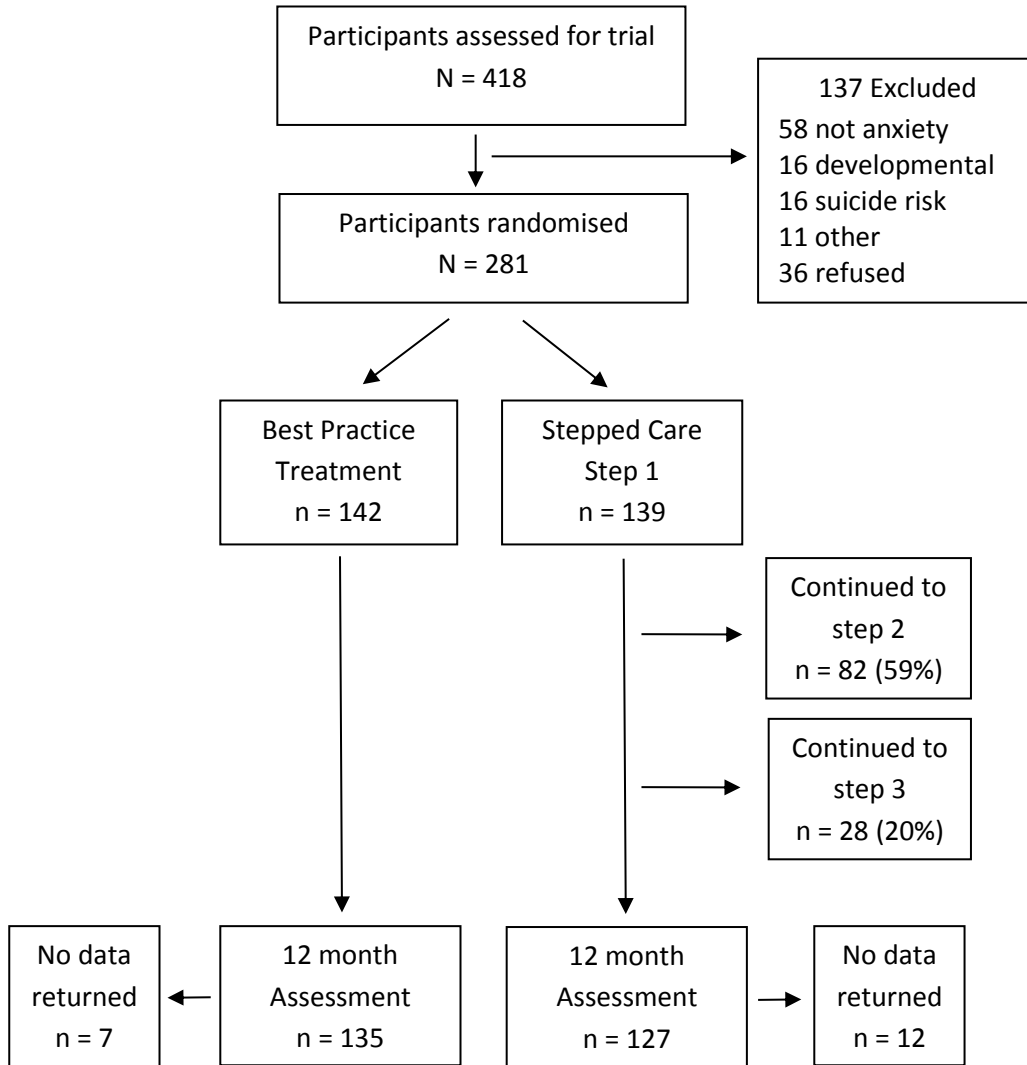 Participants assessed for trial
N = 418
137 Excluded
58 not anxiety
16 developmental
16 suicide risk
11 other
36 refused
Participants randomised
N = 281
Best Practice
Treatment
n = 142
Stepped Care
Step 1
n = 139
Continued to
step 2
n = 82 (59%)
Continued to
step 3
n = 28 (20%)
No data
returned
n = 7
12 month
Assessment
n = 135
12 month
Assessment
n = 127
No data
returned
n = 12